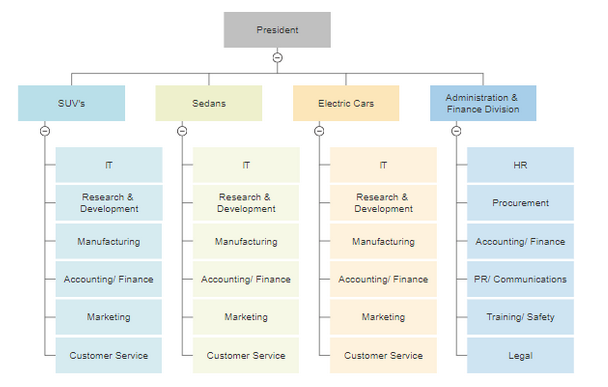 President
SUV's
Sedans
Electric Cars
Administration &
Finance Division
IT
Research &
Development
Manufacturing
Accounting/ Finance
Marketing
Customer Service
IT
Research &
Development
Manufacturing
Accounting/ Finance
Marketing
Customer Service
IT
Research &
Development
Manufacturing
Accounting/ Finance
Marketing
Customer Service
HR
Procurement
Accounting/ Finance
PR/ Communications
Training/ Safety
Legal